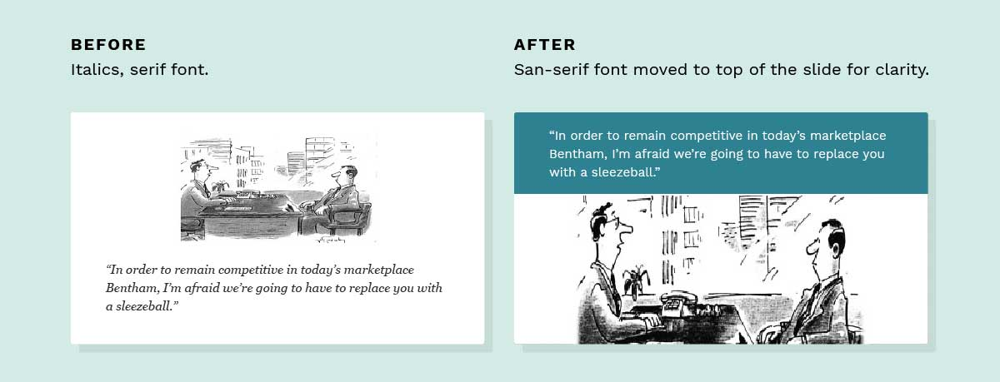 BEFORE
Italics, serif font.
“In order to remain competitive in today’s marketplace
Bentham, I’m afraid we’re going to have to replace you with
a sleezeball.”
AFTER
San-serif font moved to top of the slide for clarity.
“In order to remain competitive in today’s marketplace
Bentham, I’m afraid we’re going to have to replace you
with a sleezeball.”